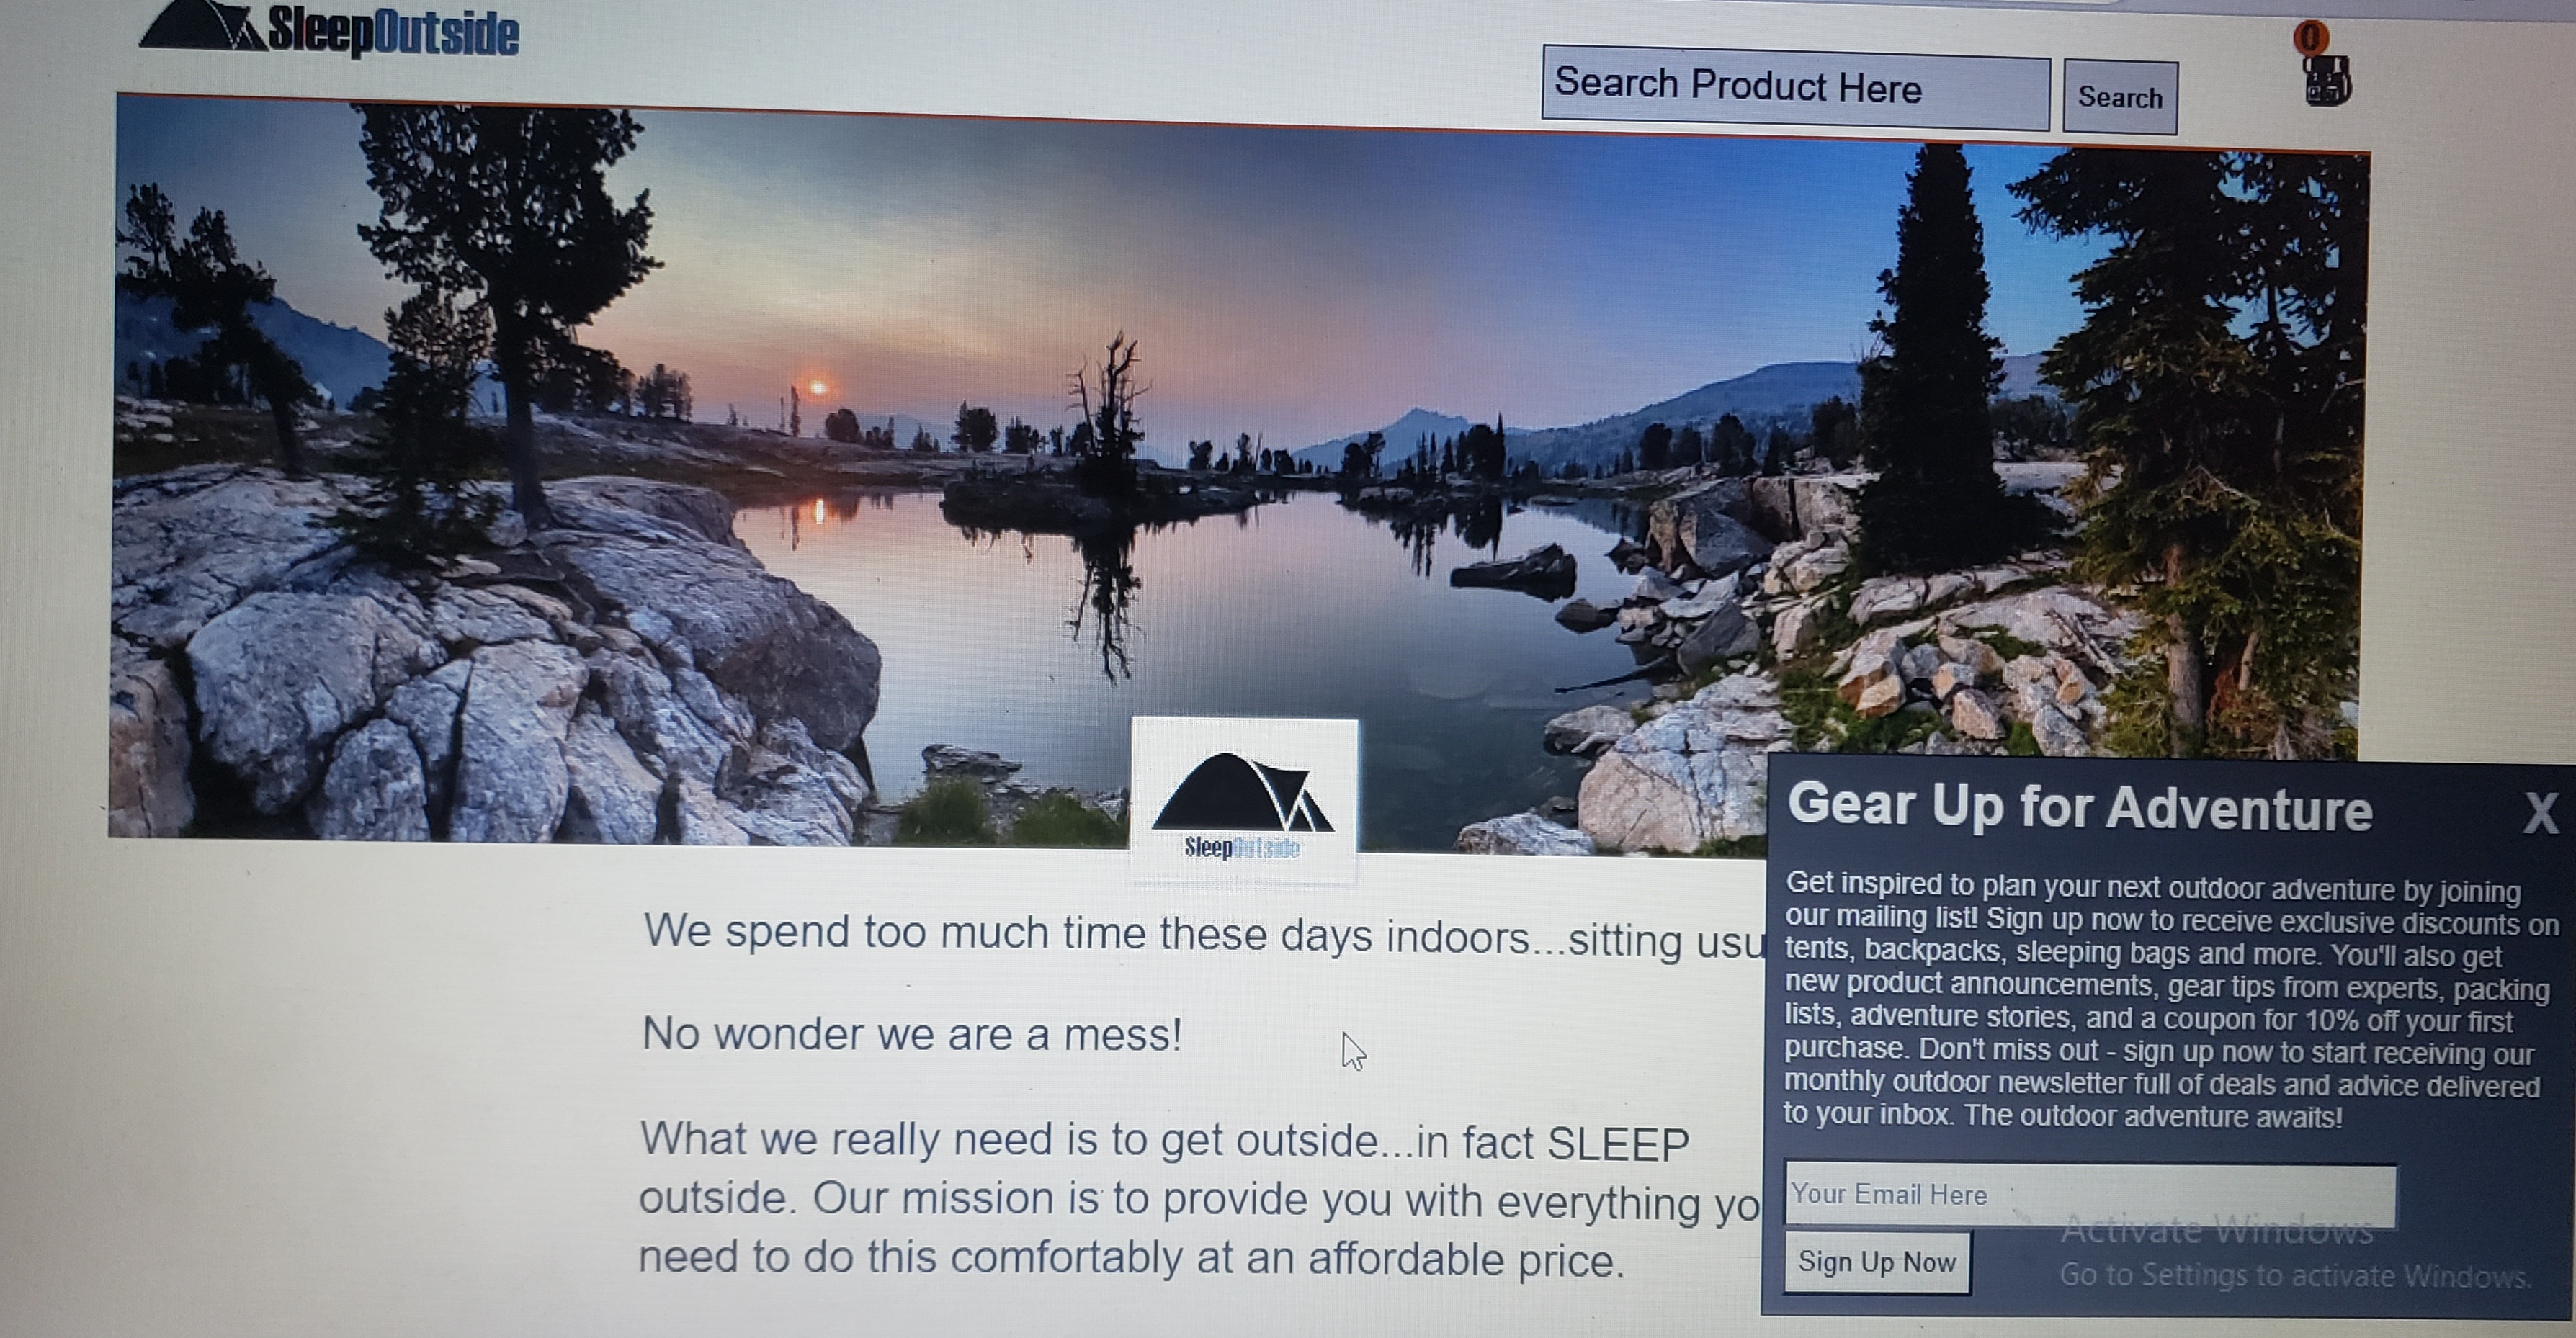 SleepOutside
Search Product Here
Search
0
SleepOutside
We spend too much time these days indoors...sitting usu
No wonder we are a mess!
What we really need is to get outside...in fact SLEEP
outside. Our mission is to provide you with everything yo
need to do this comfortably at an affordable price.
Gear Up for Adventure
X
Get inspired to plan your next outdoor adventure by joining
our mailing list! Sign up now to receive exclusive discounts on
tents, backpacks, sleeping bags and more. You'll also get
new product announcements, gear tips from experts, packing
lists, adventure stories, and a coupon for 10% off your first
purchase. Don't miss out - sign up now to start receiving our
monthly outdoor newsletter full of deals and advice delivered
to your inbox. The outdoor adventure awaits!
Your Email Here
Sign Up Now
Activate Windows
Go to Settings to activate Windows.